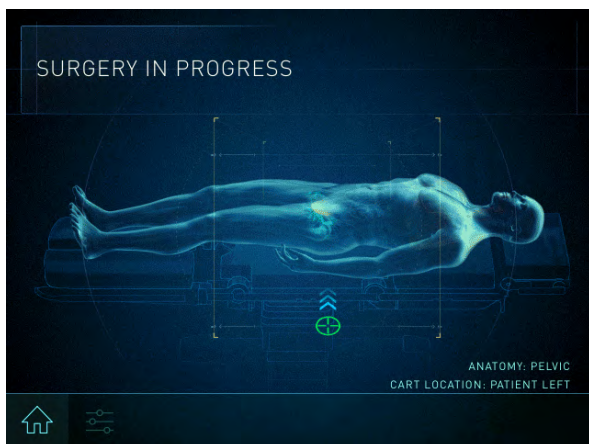 SURGERY IN PROGRESS
ANATOMY: PELVIC
CART LOCATION: PATIENT LEFT